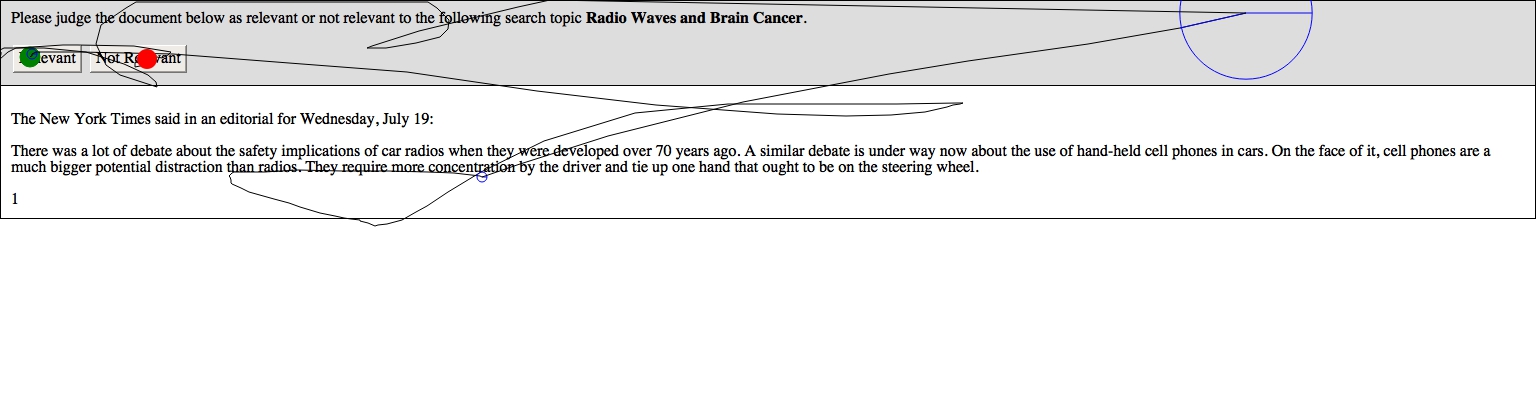 Please judge the document below as relevant or not relevant to the following search topic Radio Waves and Brain Cancer.
Relevant Not Relevant
The New York Times said in an editorial for Wednesday, July 19:
There was a lot of debate about the safety implications of car radios when they were developed over 70 years ago. A similar debate is under way now about the use of hand-held cell phones in cars. On the face of it, cell phones are a
much bigger potential distraction than radios. They require more concentration by the driver and tie up one hand that ought to be on the steering wheel.
1